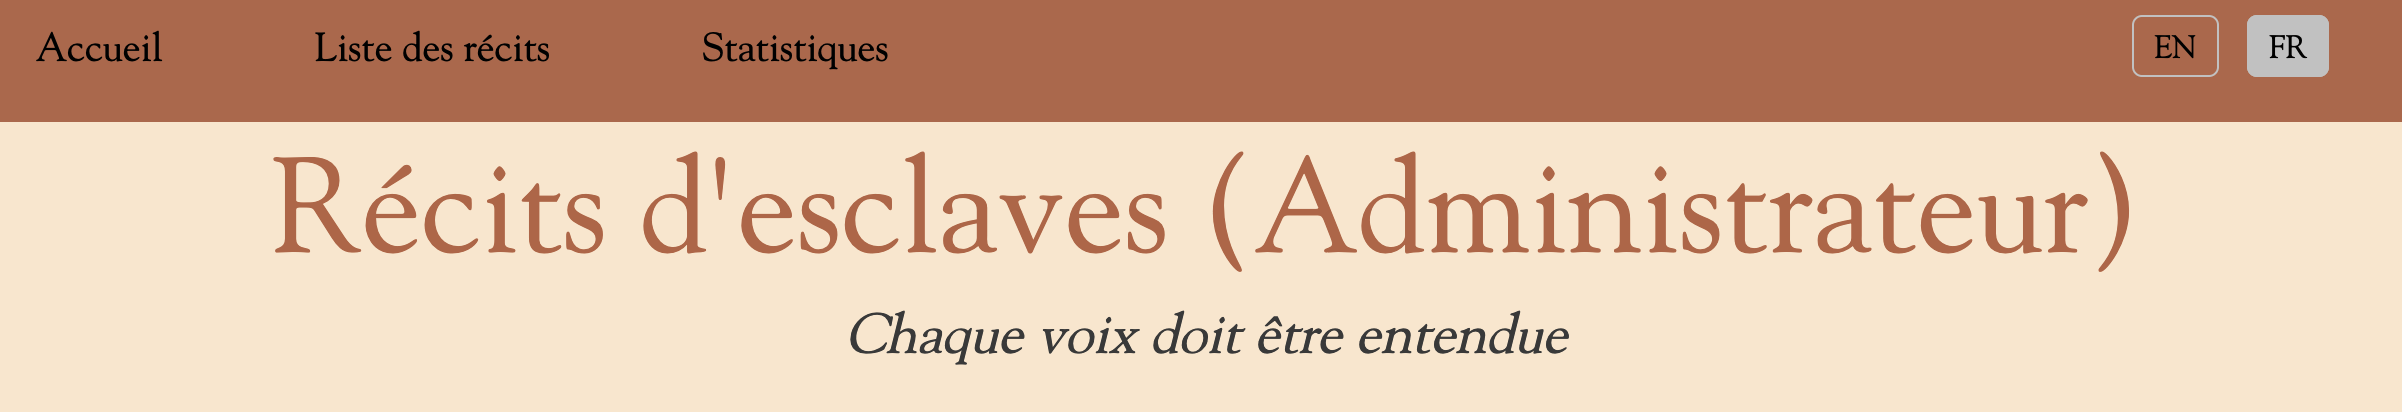 Accueil Liste des récits Statistiques EN FR
Récits d'esclaves (Administrateur)
Chaque voix doit être entendue